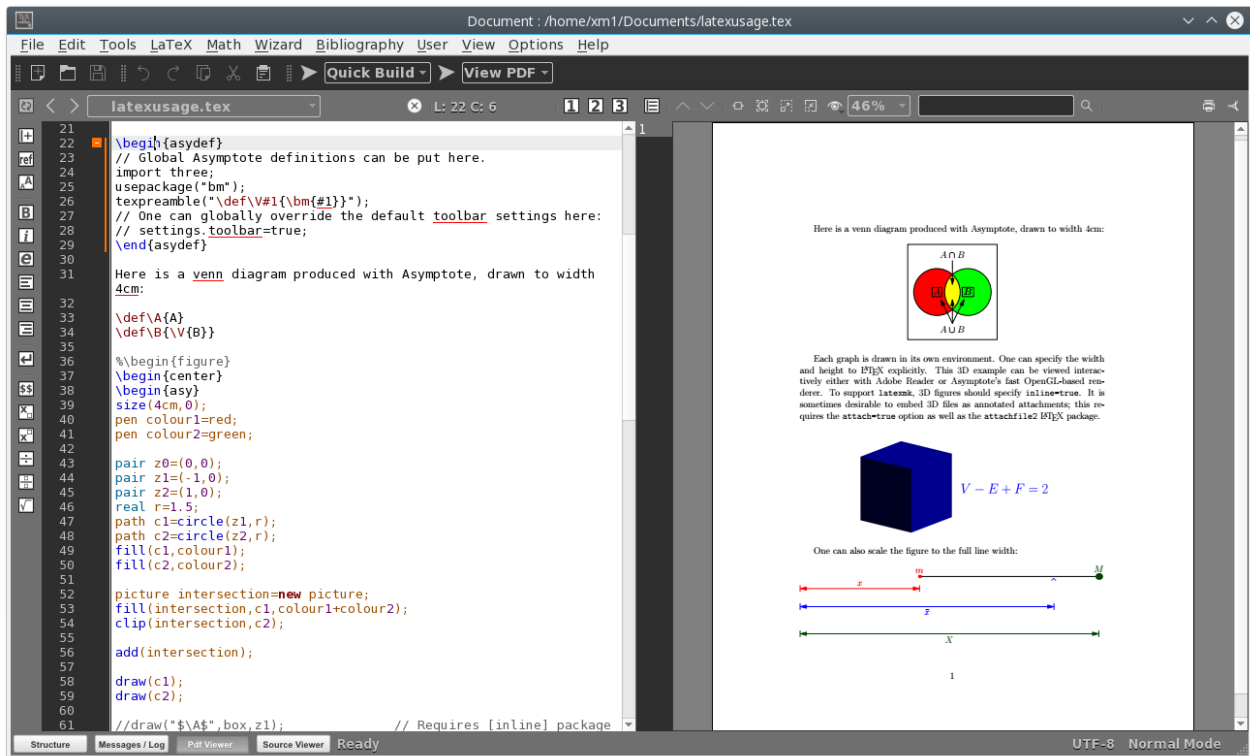 Document : /home/xm1/Documents/latexusage.tex
File Edit Tools LaTeX Math Wizard Bibliography User View Options Help
Quick Build View PDF
latexusage.tex L: 22 C: 6 1 2 3 46%
21
22 \begin{asydef}
23 // Global Asymptote definitions can be put here.
24 import three;
25 usepackage("bm");
26 texpreamble("\def\V#1{\bm{#1}}");
27 // One can globally override the default toolbar settings here:
28 // settings.toolbar=true;
29 \end{asydef}
30
31 Here is a venn diagram produced with Asymptote, drawn to width
4cm:
32
33 \def\A{A}
34 \def\B{\V{B}}
35
36 %\begin{figure}
37 \begin{center}
38 \begin{asy}
39 size(4cm,0);
40 pen colour1=red;
41 pen colour2=green;
42
43 pair z0=(0,0);
44 pair z1=(-1,0);
45 pair z2=(1,0);
46 real r=1.5;
47 path c1=circle(z1,r);
48 path c2=circle(z2,r);
49 fill(c1,colour1);
50 fill(c2,colour2);
51
52 picture intersection=new picture;
53 fill(intersection,c1,colour1+colour2);
54 clip(intersection,c2);
55
56 add(intersection);
57
58 draw(c1);
59 draw(c2);
60
61 //draw("$\A$",box,z1); // Requires [inline] package
ref
A
B
i
e
$$
1
Here is a venn diagram produced with Asymptote, drawn to width 4cm:
A ∩ B
A B
A ∪ B
Each graph is drawn in its own environment. One can specify the width
and height to LATEX explicitly. This 3D example can be viewed interac-
tively either with Adobe Reader or Asymptote's fast OpenGL-based ren-
derer. To support latexmk, 3D figures should specify inline=true. It is
sometimes desirable to embed 3D files as annotated attachments; this re-
quires the attach=true option as well as the attachfile2 LATEX package.
V − E + F = 2
One can also scale the figure to the full line width:
m M
x
x̄
X
1
Structure Messages / Log Pdf Viewer Source Viewer Ready UTF-8 Normal Mode